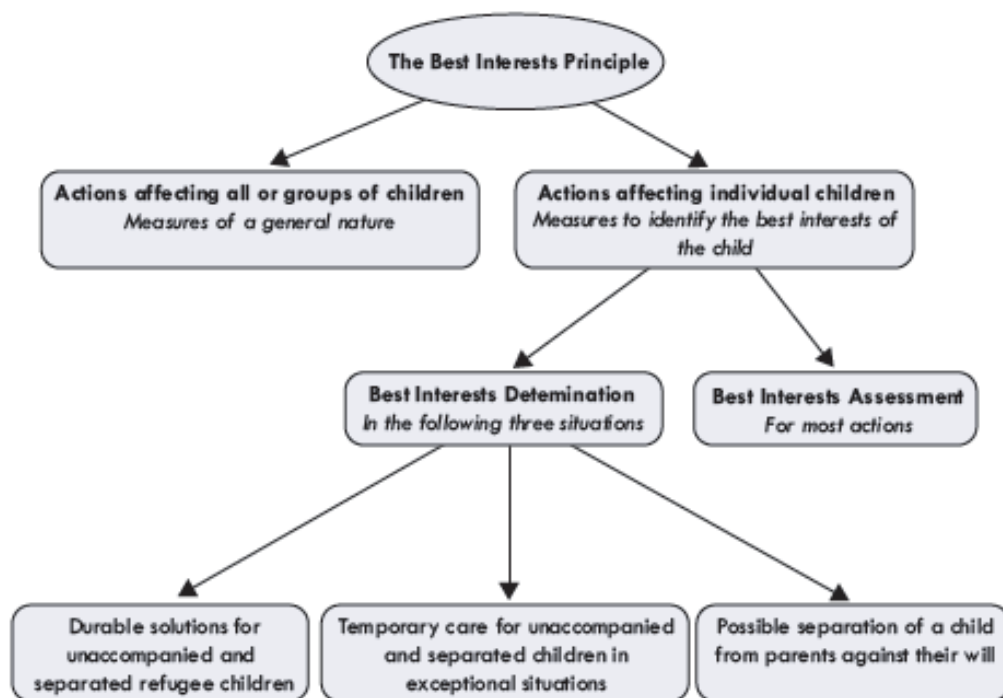 The Best Interests Principle
Actions affecting all or groups of children
Measures of a general nature
Actions affecting individual children
Measures to identify the best interests of
the child
Best Interests Detemination
In the following three situations
Best Interests Assessment
For most actions
Durable solutions for
unaccompanied and
separated refugee children
Temporary care for unaccompanied
and separated children in
exceptional situations
Possible separation of a child
from parents against their will